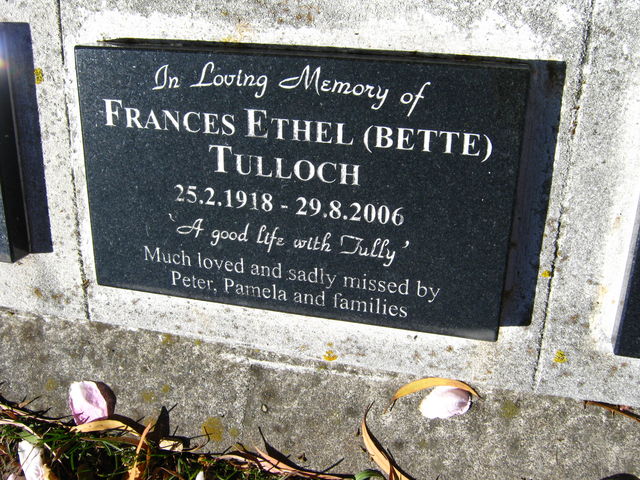 In Loving Memory of
FRANCES ETHEL (BETTE)
TULLOCH
25.2.1918 - 29.8.2006
'A good life with Tully'
Much loved and sadly missed by
Peter, Pamela and families